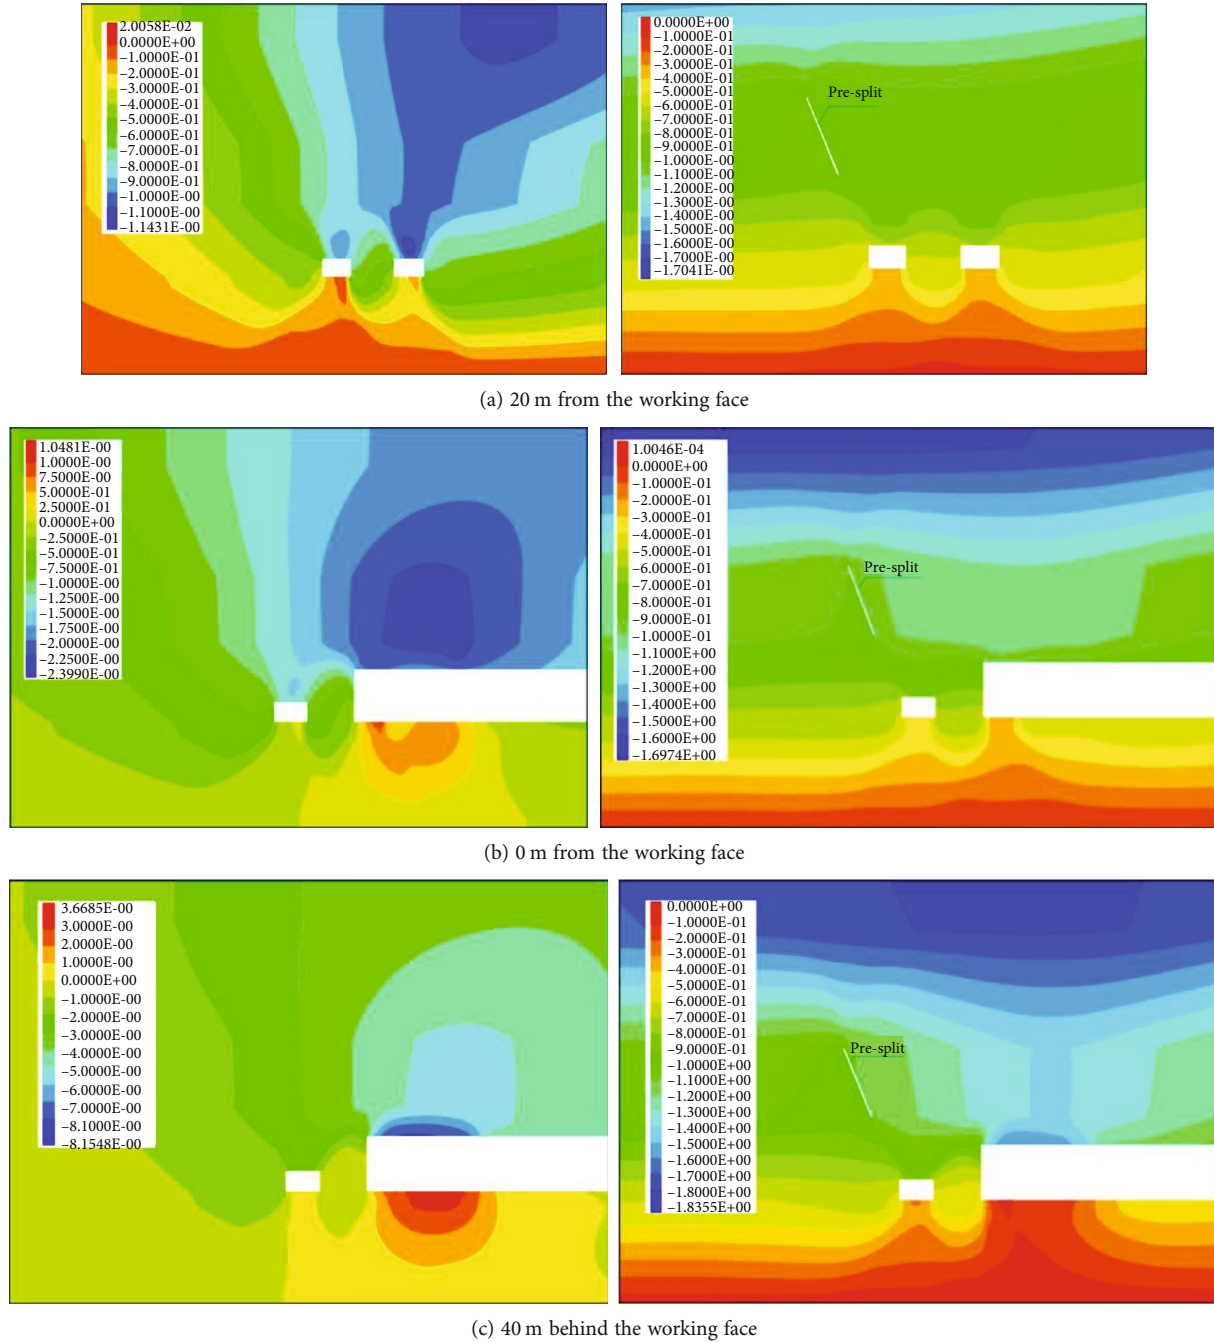 2.0058E-02
0.0000E+00
–1.0000E-01
–2.0000E-01
–3.0000E-01
–4.0000E-01
–5.0000E-01
–6.0000E-01
–7.0000E-01
–8.0000E-01
–9.0000E-01
–1.0000E-00
–1.1000E-00
–1.1431E-00
0.0000E+00
–1.0000E-01
–2.0000E-01
–3.0000E-01
–4.0000E-01
–5.0000E-01
–6.0000E-01
–7.0000E-01
–8.0000E-01
–9.0000E-01
–1.0000E-00
–1.1000E-00
–1.2000E-00
–1.3000E-00
–1.4000E-00
–1.5000E-00
–1.6000E-00
–1.7000E-00
–1.7041E-00
Pre-split
(a) 20 m from the working face
1.0481E-00
1.0000E-00
7.5000E-00
5.0000E-01
2.5000E-01
0.0000E+00
–2.5000E-01
–5.0000E-01
–7.5000E-01
–1.0000E-00
–1.2500E-00
–1.5000E-00
–1.7500E-00
–2.0000E-00
–2.2500E-00
–2.3990E-00
1.0046E-04
0.0000E+00
–1.0000E-01
–2.0000E-01
–3.0000E-01
–4.0000E-01
–5.0000E-01
–6.0000E-01
–7.0000E-01
–8.0000E-01
–9.0000E-01
–1.0000E-01
–1.1000E+00
–1.2000E+00
–1.3000E+00
–1.4000E+00
–1.5000E+00
–1.6000E+00
–1.6974E+00
Pre-split
(b) 0 m from the working face
3.6685E-00
3.0000E-00
2.0000E-00
1.0000E-00
0.0000E+00
–1.0000E-00
–2.0000E-00
–3.0000E-00
–4.0000E-00
–6.0000E-00
–7.0000E-00
–8.1000E-00
–8.1548E-00
0.0000E+00
–1.0000E-01
–2.0000E-01
–3.0000E-01
–4.0000E-01
–5.0000E-01
–6.0000E-01
–7.0000E-01
–8.0000E-01
–9.0000E-01
–1.0000E+00
–1.1000E+00
–1.2000E+00
–1.3000E+00
–1.4000E+00
–1.5000E+00
–1.6000E+00
–1.7000E+00
–1.8000E+00
–1.8355E+00
Pre-split
(c) 40 m behind the working face